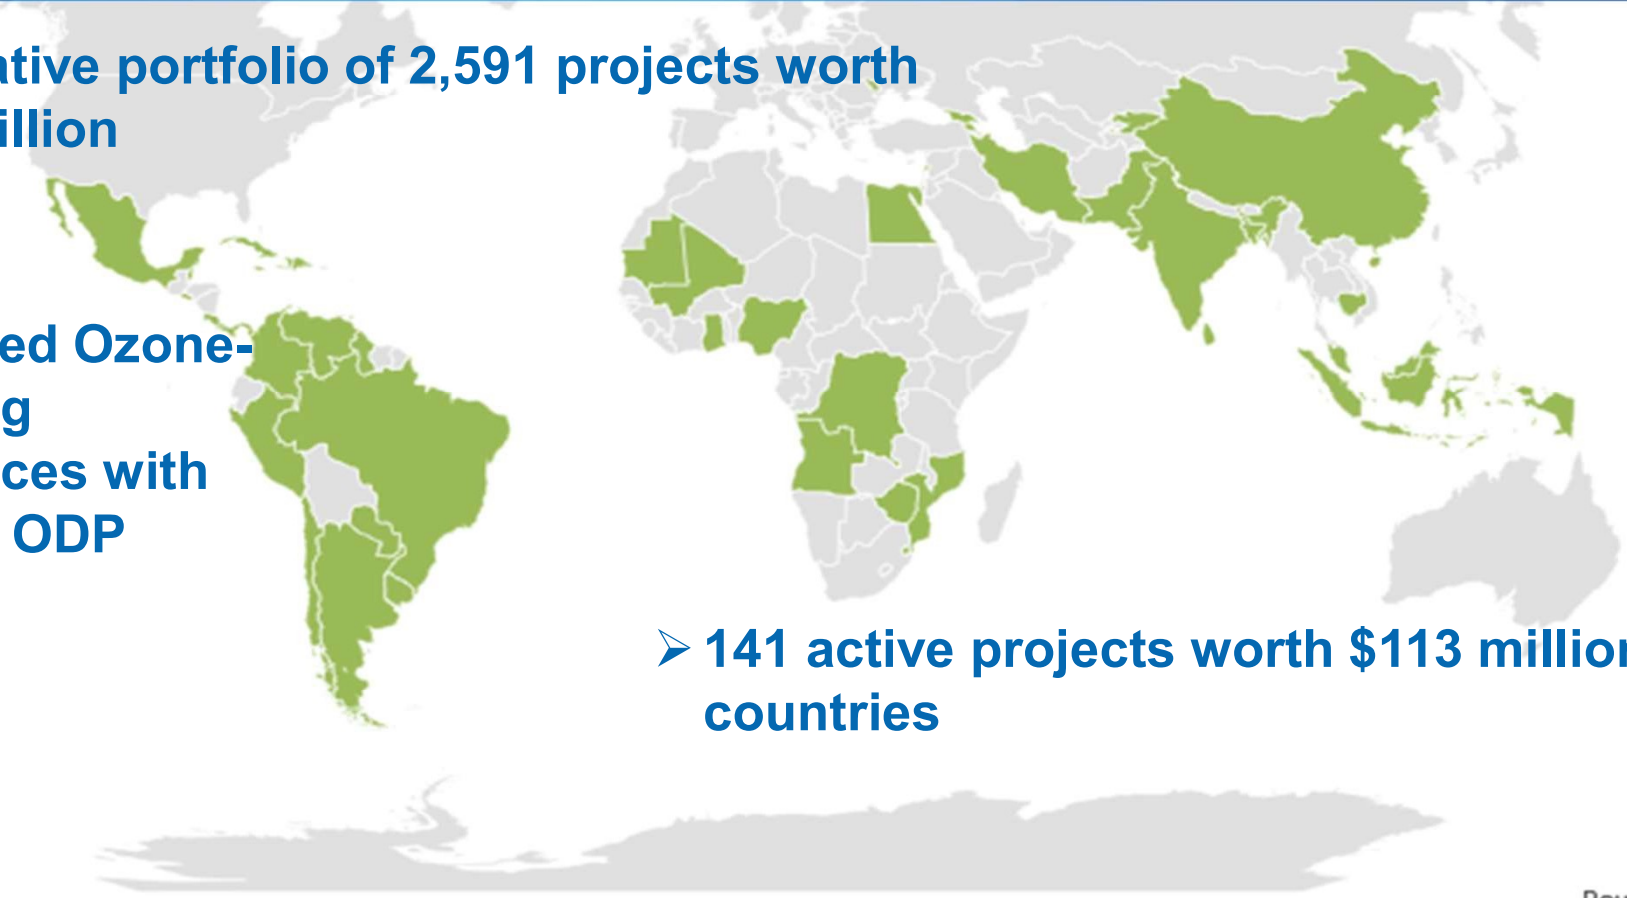 ative portfolio of 2,591 projects worth
illion
ed Ozone-
g
ces with
ODP
➢ 141 active projects worth $113 million
countries